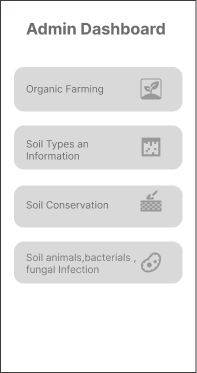 Admin Dashboard
Organic Farming
Soil Types an
Information
Soil Conservation
Soil animals,bacterials ,
fungal Infection